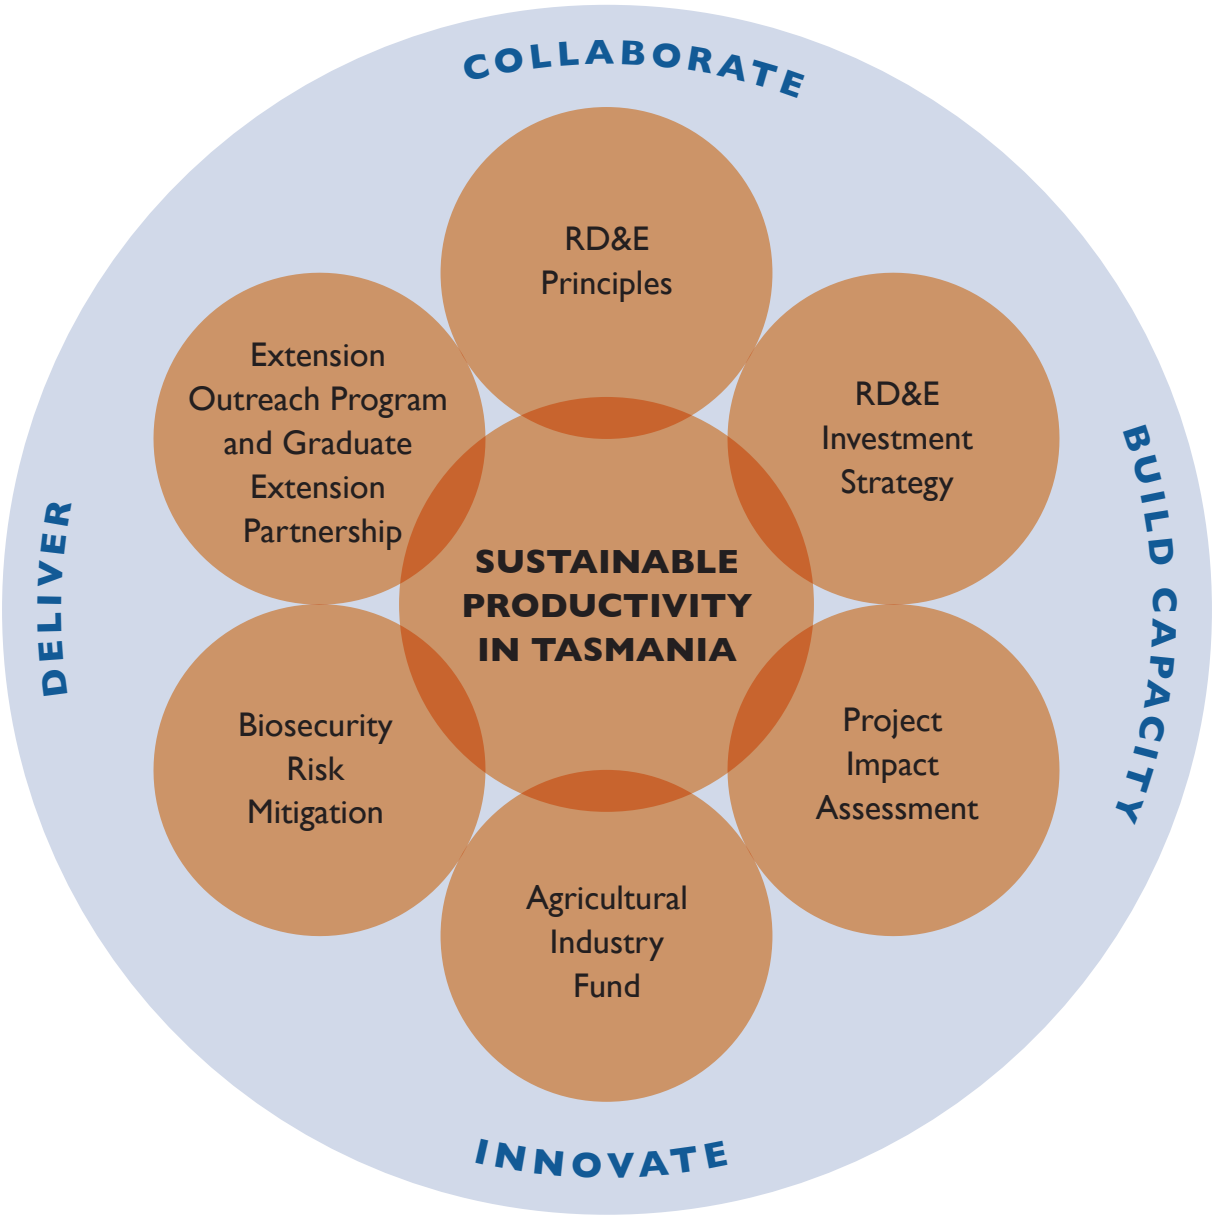 COLLABORATE
RD&E
Principles
Extension
Outreach Program
and Graduate
Extension
Partnership
RD&E
Investment
Strategy
BUILD CAPACITY
DELIVER
SUSTAINABLE
PRODUCTIVITY
IN TASMANIA
Biosecurity
Risk
Mitigation
Project
Impact
Assessment
Agricultural
Industry
Fund
INNOVATE